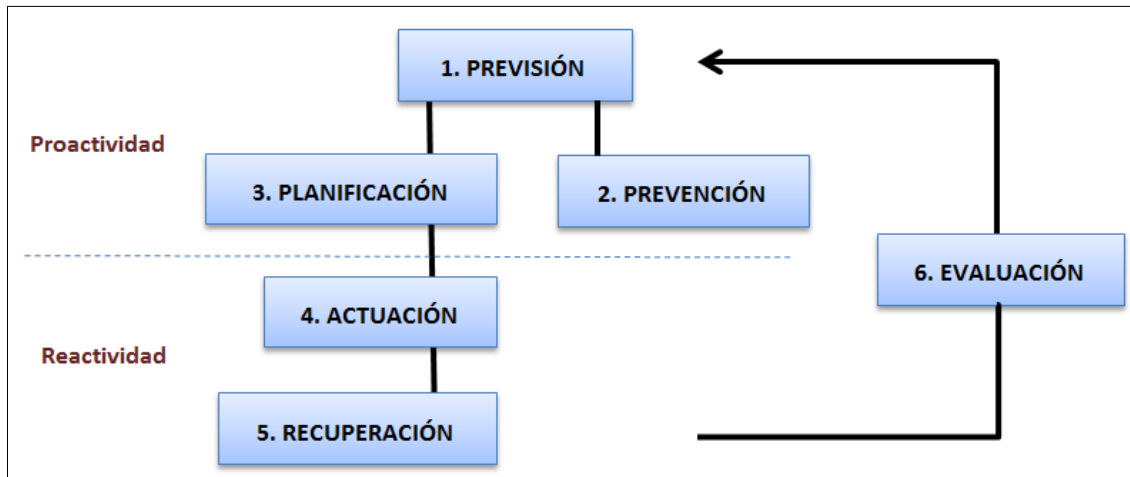 1. PREVISIÓN
Proactividad
3. PLANIFICACIÓN
2. PREVENCIÓN
6. EVALUACIÓN
4. ACTUACIÓN
Reactividad
5. RECUPERACIÓN